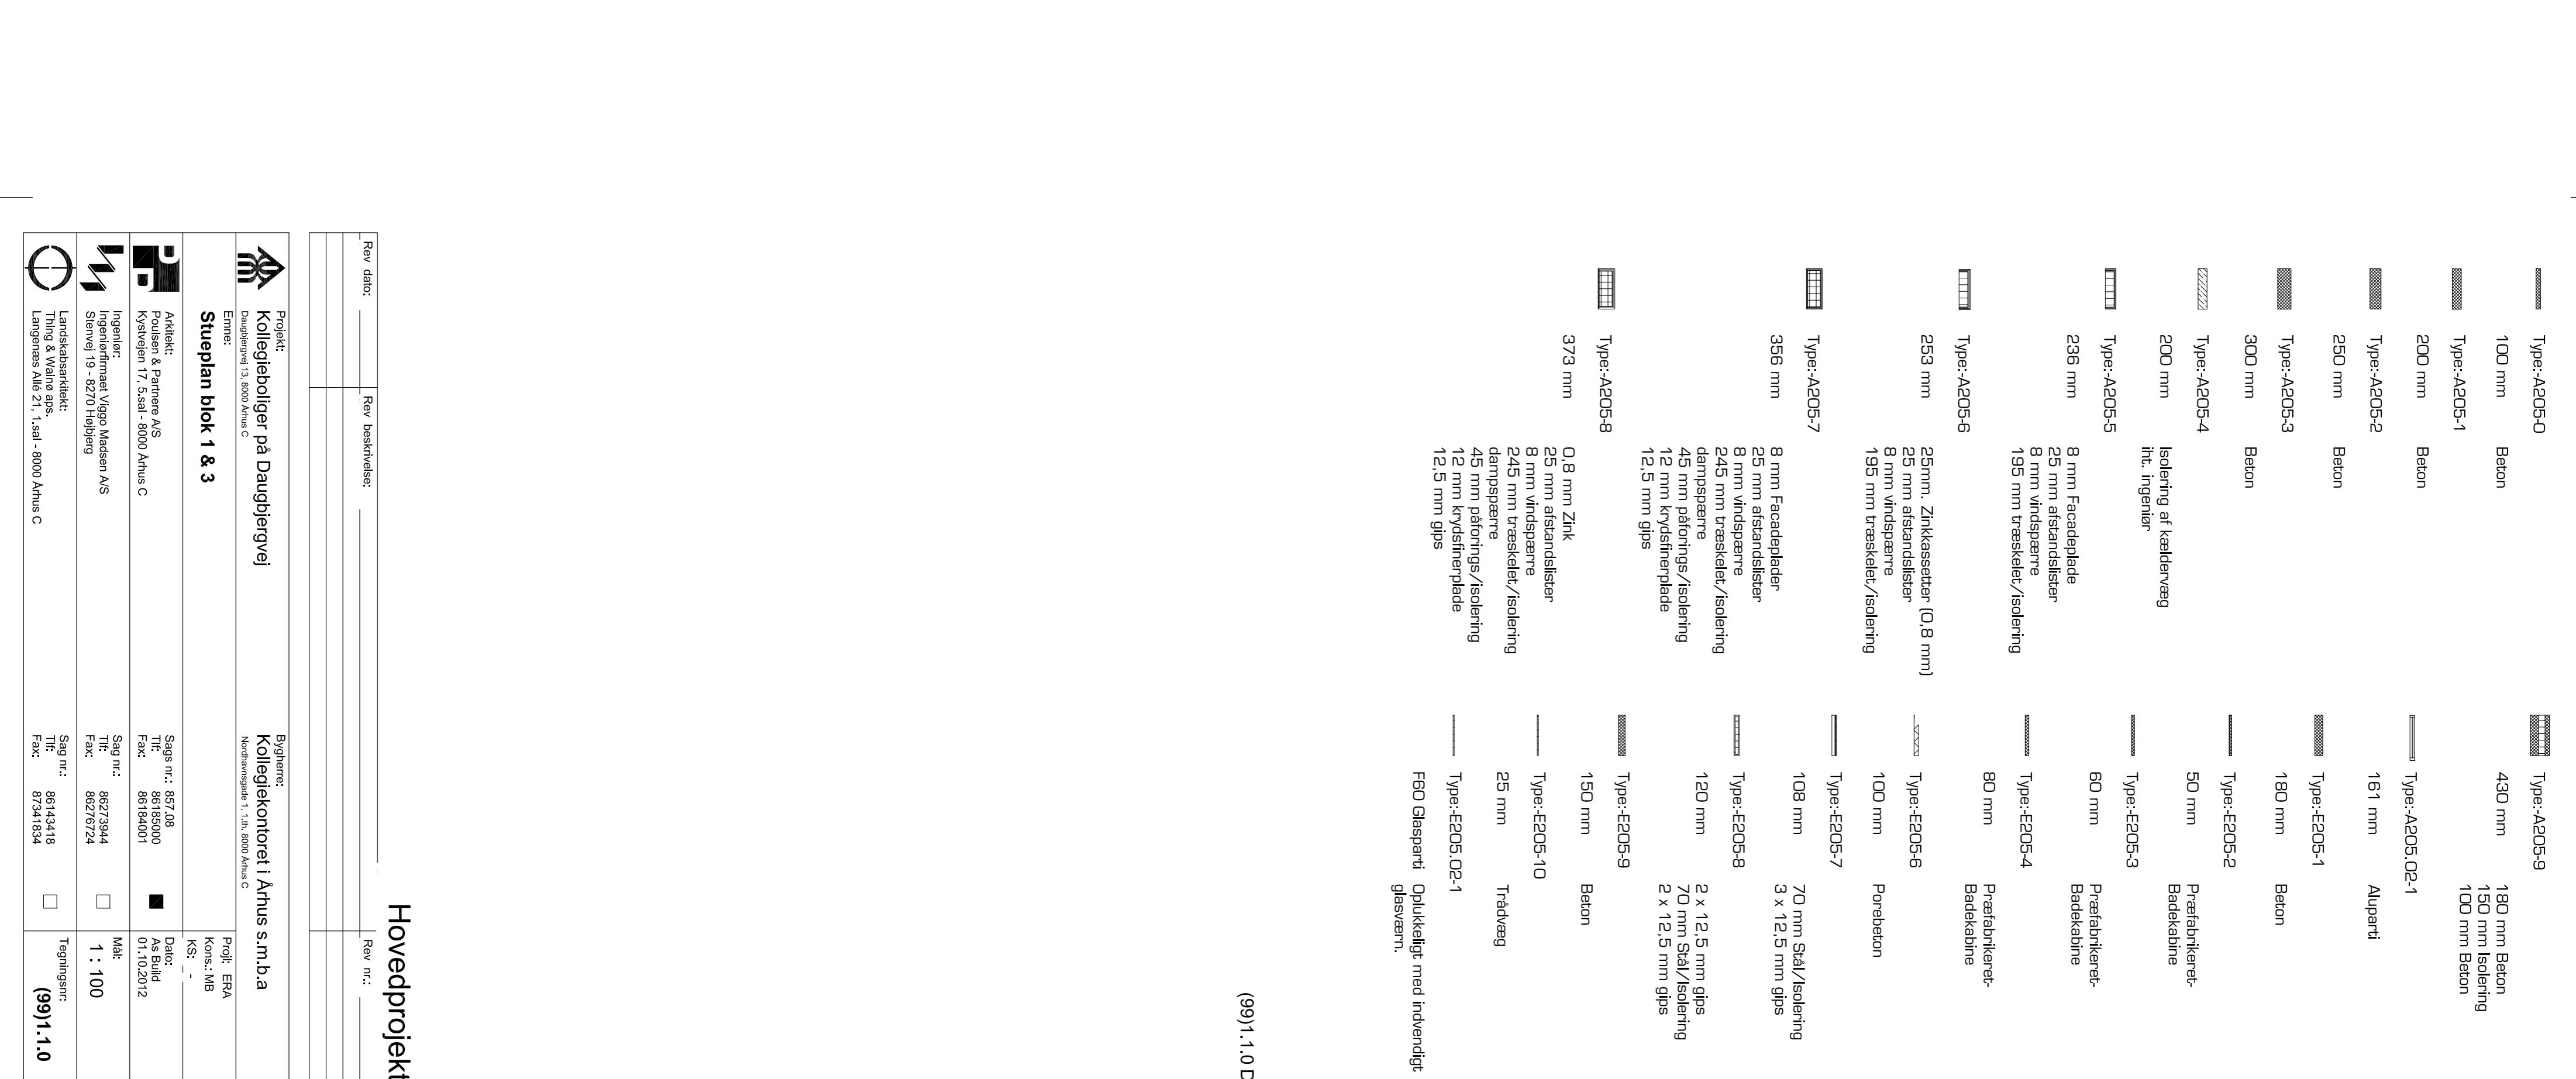 Type:-A205-0
100 mm Beton
Type:-A205-1
200 mm Beton
Type:-A205-2
250 mm Beton
Type:-A205-3
300 mm Beton
Type:-A205-4
200 mm Isolering af kældervæg
iht. ingeniør
Type:-A205-5
236 mm 8 mm Facadeplade
25 mm afstandslister
8 mm vindspærre
195 mm træskelet/isolering
Type:-A205-6
253 mm 25mm. Zinkkassetter (0,8 mm)
25 mm afstandslister
8 mm vindspærre
195 mm træskelet/isolering
Type:-A205-7
356 mm 8 mm Facadeplader
25 mm afstandslister
8 mm vindspærre
245 mm træskelet/isolering
dampspærre
45 mm påforings/isolering
12 mm krydsfinerplade
12,5 mm gips
Type:-A205-8
373 mm 0,8 mm Zink
25 mm afstandslister
8 mm vindspærre
245 mm træskelet/isolering
dampspærre
45 mm påforings/isolering
12 mm krydsfinerplade
12,5 mm gips
Type:-A205-9
430 mm 180 mm Beton
150 mm Isolering
100 mm Beton
Type:-A205.02-1
161 mm Aluparti
Type:-E205-1
180 mm Beton
Type:-E205-2
50 mm Præfabrikeret-
Badekabine
Type:-E205-3
60 mm Præfabrikeret-
Badekabine
Type:-E205-4
80 mm Præfabrikeret-
Badekabine
Type:-E205-6
100 mm Porebeton
Type:-E205-7
108 mm 70 mm Stål/Isolering
3 x 12,5 mm gips
Type:-E205-8
120 mm 2 x 12,5 mm gips
70 mm Stål/Isolering
2 x 12,5 mm gips
Type:-E205-9
150 mm Beton
Type:-E205-10
25 mm Trådvæg
Type:-E205.02-1
F60 Glasparti Oplukkeligt med indvendigt
glasværn.
(99)1.1.0 D
Hovedprojekt
Rev dato: Rev beskrivelse: Rev nr.:
Projekt: Bygherre:
Kollegieboliger på Daugbjergvej Kollegiekontoret i Århus s.m.b.a
Daugbjergvej 13, 8000 Århus C Nordhavnsgade 1, 1.th, 8000 Århus C
Emne:
Stueplan blok 1 & 3
Projt: ERA
Kons.: MB
KS: _ -
Arkitekt:
Poulsen & Partnere A/S
Kystvejen 17, 5.sal - 8000 Århus C
Sags nr.: 857.08
Tlf: 86185000
Fax: 86184001
Dato:
As Build
01.10.2012
Ingeniør:
Ingeniørfirmaet Viggo Madsen A/S
Stenvej 19 - 8270 Højbjerg
Sag nr.:
Tlf: 86273944
Fax: 86276724
Mål:
1 : 100
Landskabsarkitekt:
Thing & Wainø aps.
Langenæs Allé 21, 1.sal - 8000 Århus C
Sag nr.:
Tlf: 86143418
Fax: 87341834
Tegningsnr:
(99)1.1.0